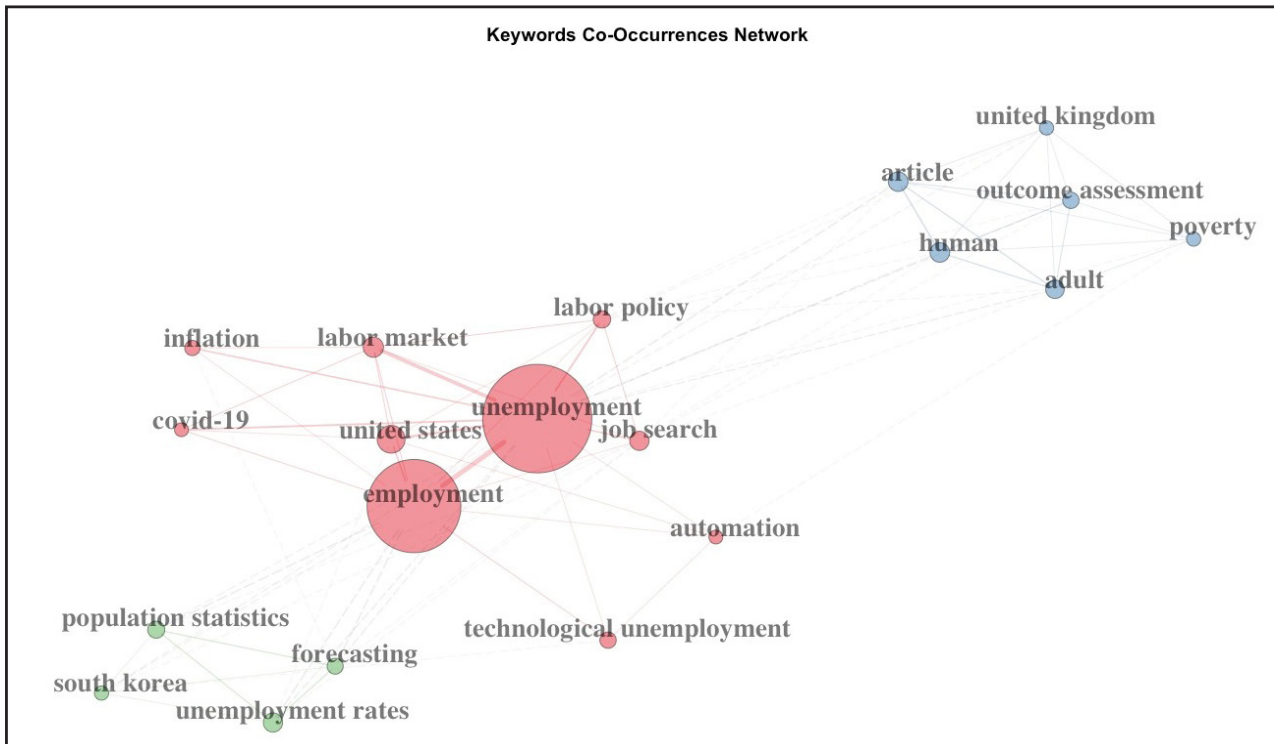 Keywords Co-Occurrences Network
united kingdom
article
outcome assessment
poverty
human
adult
labor policy
inflation
labor market
unemployment
covid-19
united states
job search
employment
automation
population statistics
technological unemployment
forecasting
south korea
unemployment rates